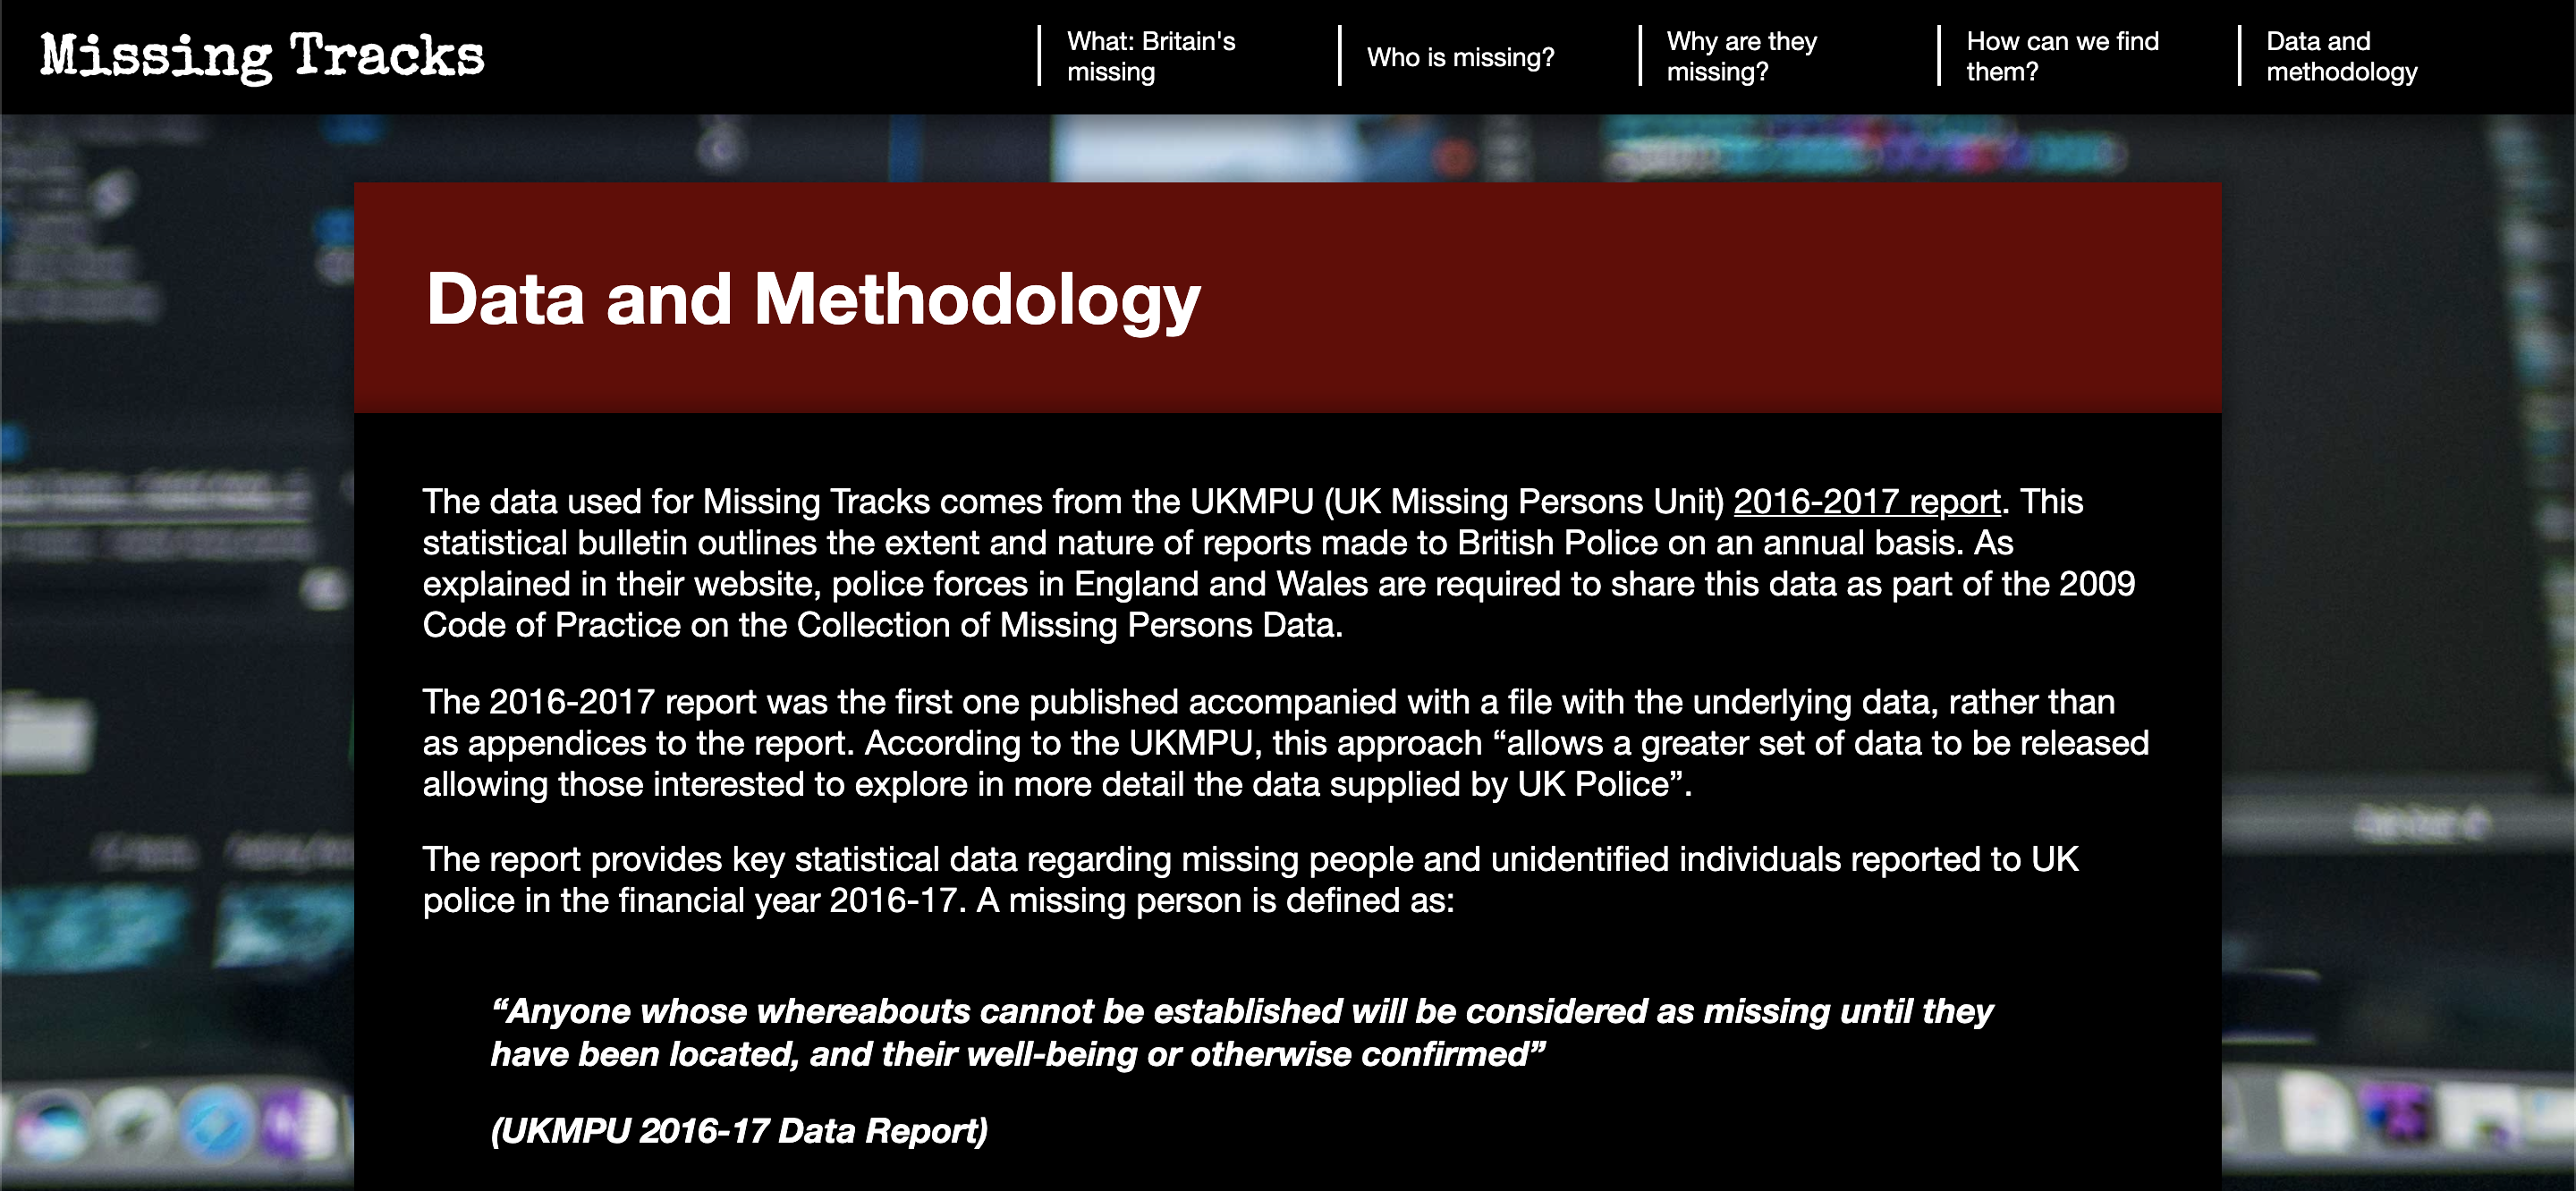 Missing Tracks
What: Britain's
missing
Who is missing?
Why are they
missing?
How can we find
them?
Data and
methodology
Data and Methodology
The data used for Missing Tracks comes from the UKMPU (UK Missing Persons Unit) 2016-2017 report. This
statistical bulletin outlines the extent and nature of reports made to British Police on an annual basis. As
explained in their website, police forces in England and Wales are required to share this data as part of the 2009
Code of Practice on the Collection of Missing Persons Data.
The 2016-2017 report was the first one published accompanied with a file with the underlying data, rather than
as appendices to the report. According to the UKMPU, this approach “allows a greater set of data to be released
allowing those interested to explore in more detail the data supplied by UK Police”.
The report provides key statistical data regarding missing people and unidentified individuals reported to UK
police in the financial year 2016-17. A missing person is defined as:
“Anyone whose whereabouts cannot be established will be considered as missing until they
have been located, and their well-being or otherwise confirmed”
(UKMPU 2016-17 Data Report)